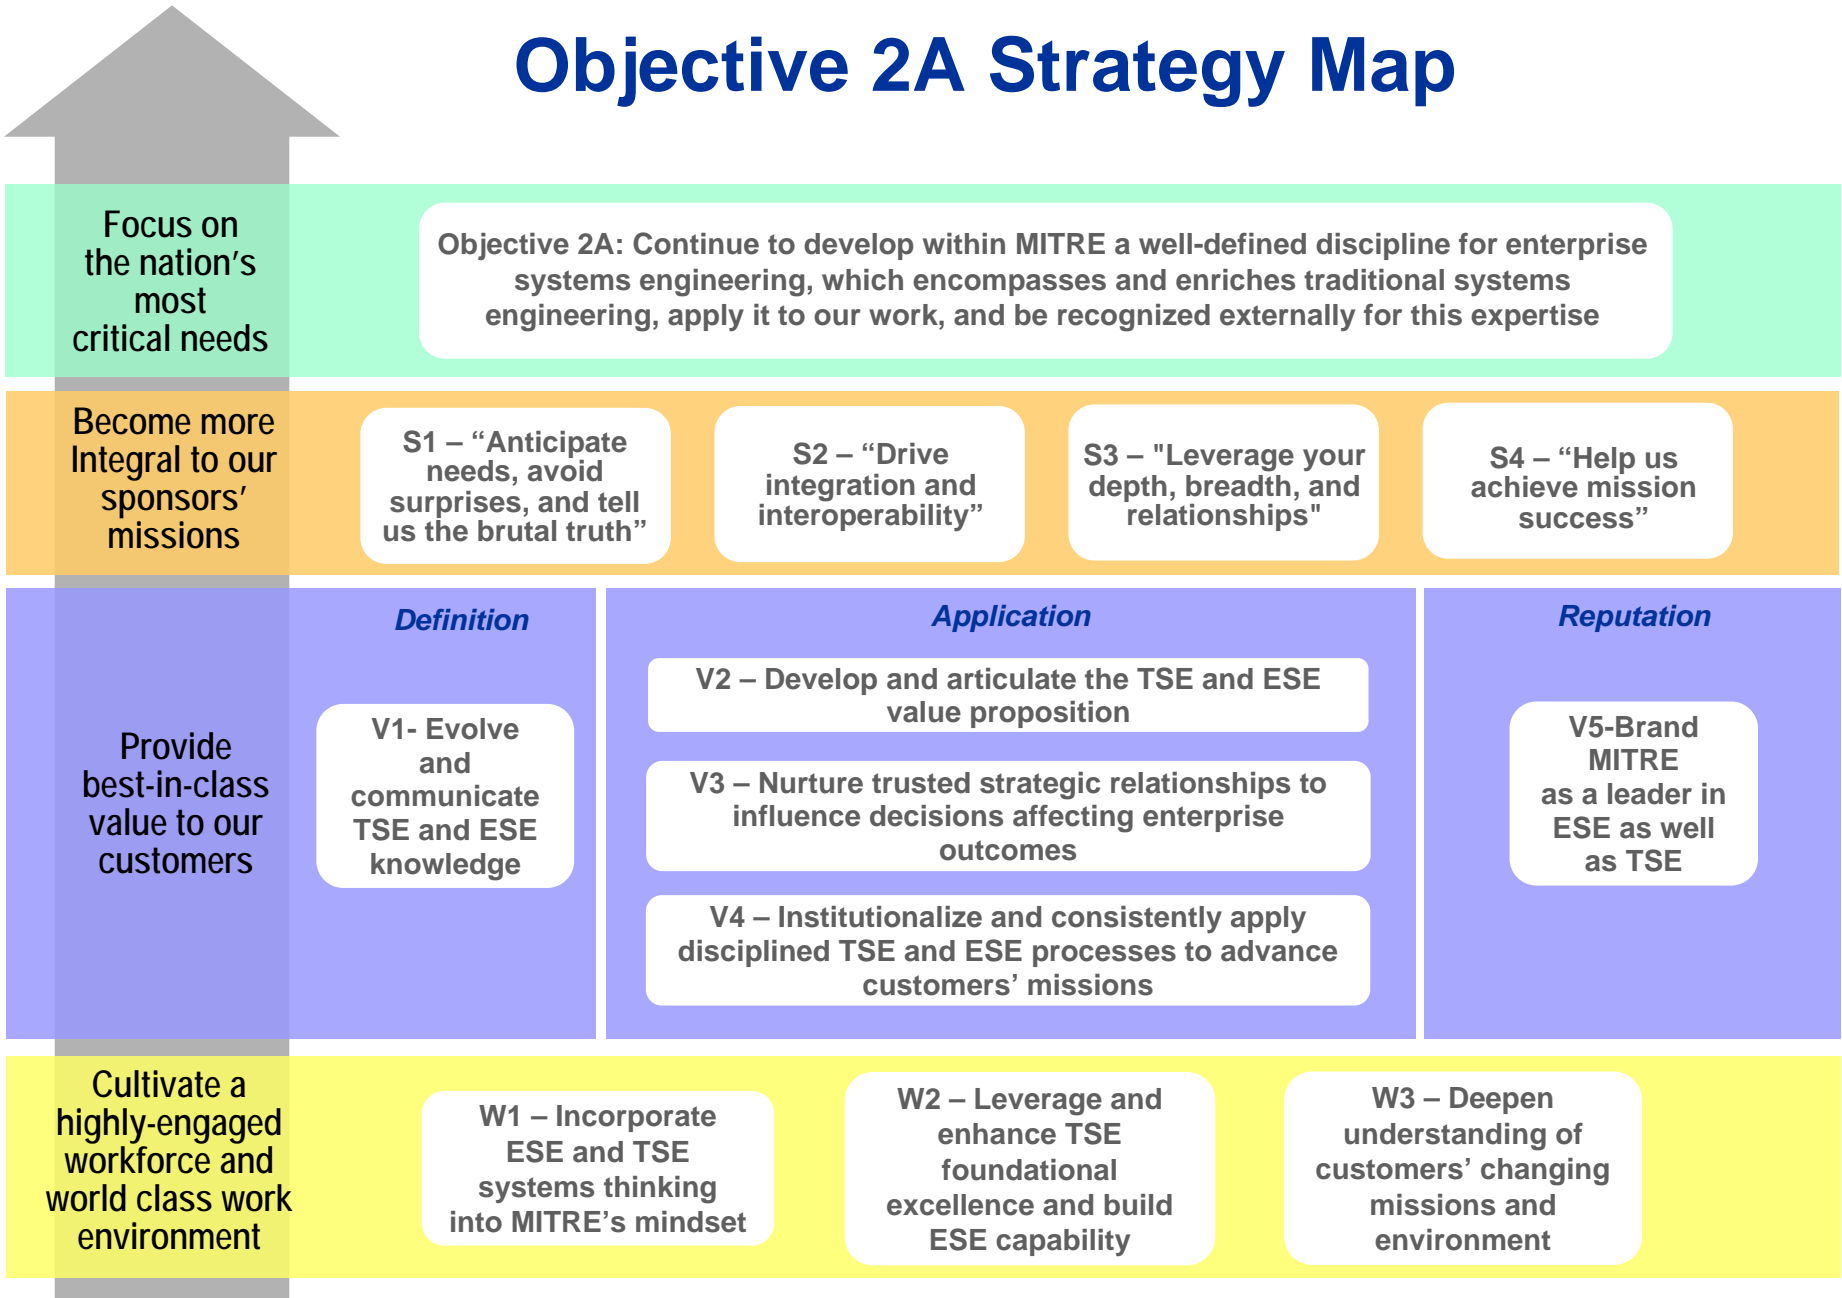 Objective 2A Strategy Map
Focus on
the nation’s
most
critical needs
Objective 2A: Continue to develop within MITRE a well-defined discipline for enterprise
systems engineering, which encompasses and enriches traditional systems
engineering, apply it to our work, and be recognized externally for this expertise
Become more
Integral to our
sponsors’
missions
S1 – “Anticipate
needs, avoid
surprises, and tell
us the brutal truth”
S2 – “Drive
integration and
interoperability”
S3 – "Leverage your
depth, breadth, and
relationships"
S4 – “Help us
achieve mission
success”
Provide
best-in-class
value to our
customers
Definition
V1- Evolve
and
communicate
TSE and ESE
knowledge
Application
V2 – Develop and articulate the TSE and ESE
value proposition
V3 – Nurture trusted strategic relationships to
influence decisions affecting enterprise
outcomes
V4 – Institutionalize and consistently apply
disciplined TSE and ESE processes to advance
customers’ missions
Reputation
V5-Brand
MITRE
as a leader in
ESE as well
as TSE
Cultivate a
highly-engaged
workforce and
world class work
environment
W1 – Incorporate
ESE and TSE
systems thinking
into MITRE’s mindset
W2 – Leverage and
enhance TSE
foundational
excellence and build
ESE capability
W3 – Deepen
understanding of
customers’ changing
missions and
environment